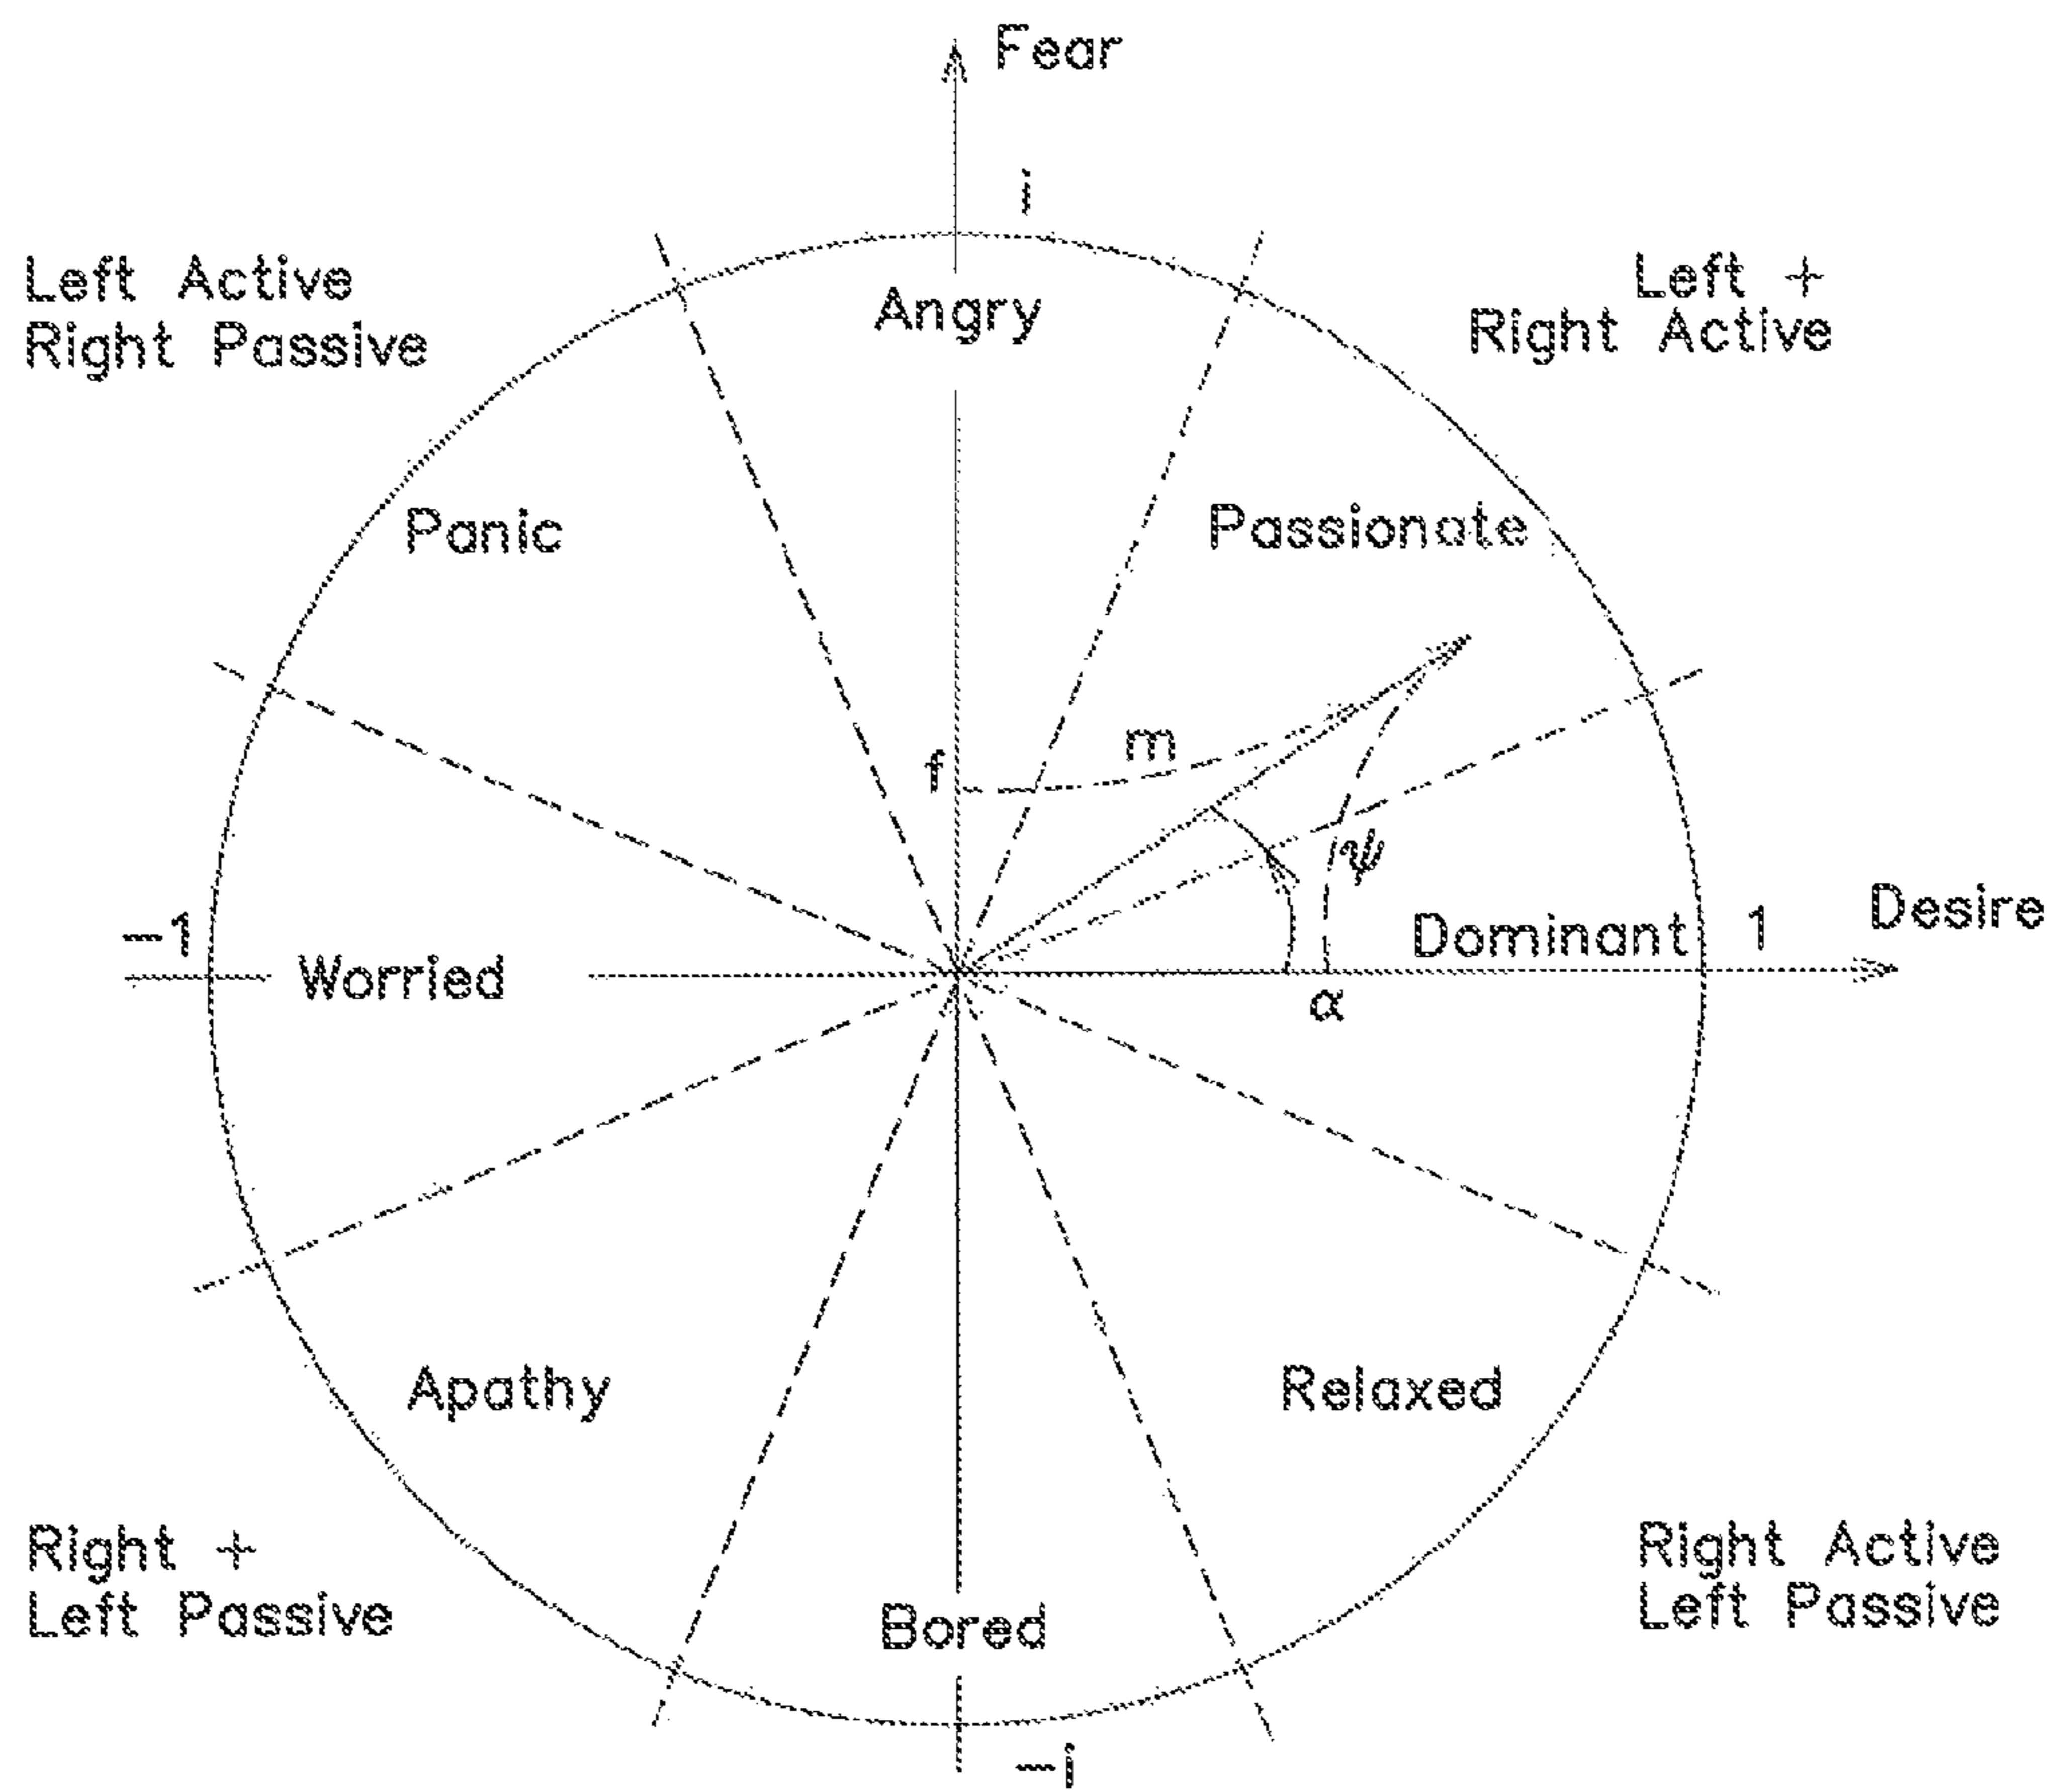 Fear
i
Left Active
Right Passive
Left +
Right Active
Angry
Panic
Passionate
m
f
ψ
-1
Worried
Dominant
1
Desire
α
Apathy
Relaxed
Right +
Left Passive
Bored
Right Active
Left Passive
-i